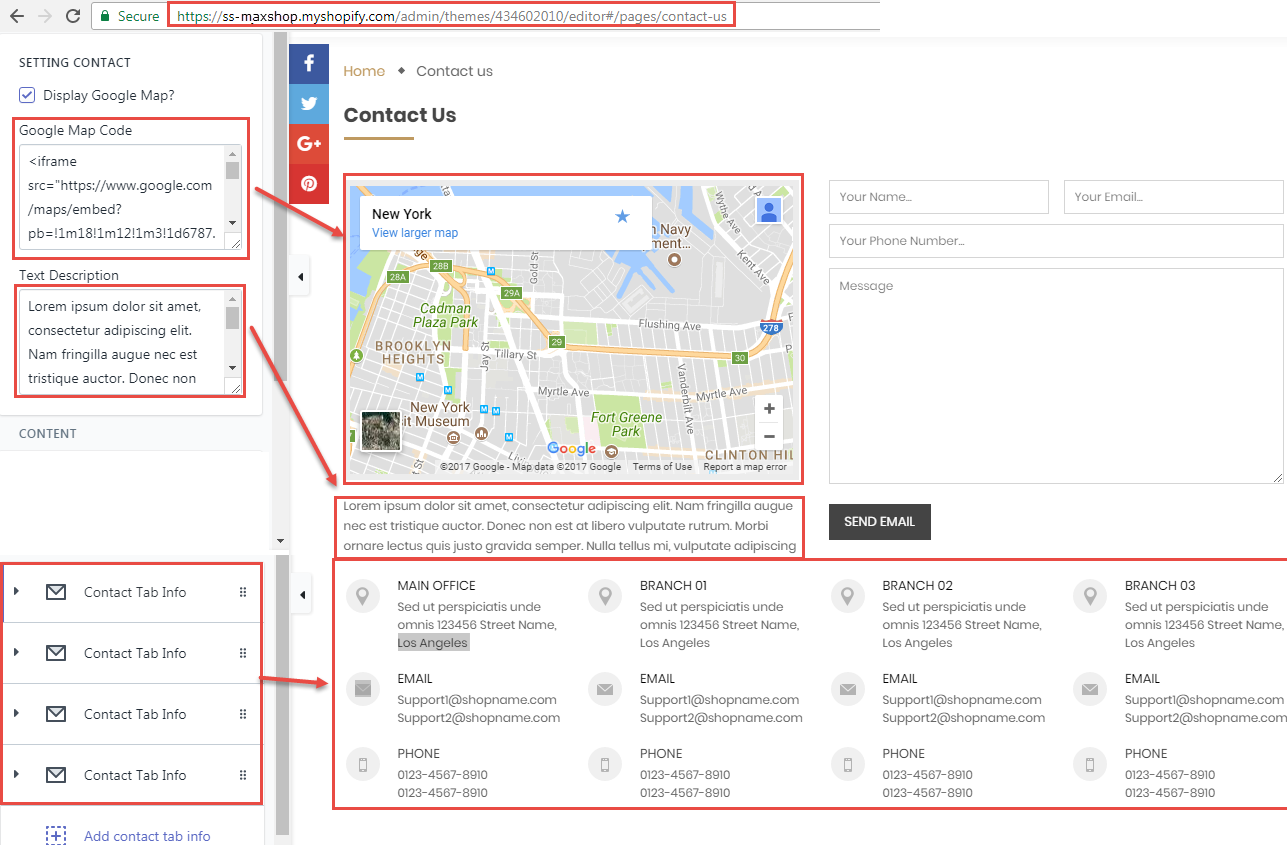 Secure
https://ss-maxshop.myshopify.com/admin/themes/434602010/editor#/pages/contact-us
SETTING CONTACT
Display Google Map?
Google Map Code
<iframe
src="https://www.google.com
/maps/embed?
pb=!1m18!1m12!1m3!1d6787.
Text Description
Lorem ipsum dolor sit amet,
consectetur adipiscing elit.
Nam fringilla augue nec est
tristique auctor. Donec non
CONTENT
Contact Tab Info
Contact Tab Info
Contact Tab Info
Contact Tab Info
Add contact tab info
f
G+
Home
Contact us
Contact Us
New York
View larger map
Navy
ment...
Wythe Ave
Kent Ave
28B
28A
Gold St
29A
Cadman
Plaza Park
Flushing Ave
278
BROOKLYN
HEIGHTS
Jay St
Tillary St
29
30
Myrtle Ave
Myrtle Ave
Vanderbilt Ave
New York
sit Museum
Fort Greene
Park
CLINTON HIL
Google
©2017 Google - Map data ©2017 Google
Terms of Use
Report a map error
Your Name...
Your Email...
Your Phone Number...
Message
SEND EMAIL
Lorem ipsum dolor sit amet, consectetur adipiscing elit. Nam fringilla augue
nec est tristique auctor. Donec non est at libero vulputate rutrum. Morbi
ornare lectus quis justo gravida semper. Nulla tellus mi, vulputate adipiscing
MAIN OFFICE
Sed ut perspiciatis unde
omnis 123456 Street Name,
Los Angeles
EMAIL
Support1@shopname.com
Support2@shopname.com
PHONE
0123-4567-8910
0123-4567-8910
BRANCH 01
Sed ut perspiciatis unde
omnis 123456 Street Name,
Los Angeles
EMAIL
Support1@shopname.com
Support2@shopname.com
PHONE
0123-4567-8910
0123-4567-8910
BRANCH 02
Sed ut perspiciatis unde
omnis 123456 Street Name,
Los Angeles
EMAIL
Support1@shopname.com
Support2@shopname.com
PHONE
0123-4567-8910
0123-4567-8910
BRANCH 03
Sed ut perspiciatis unde
omnis 123456 Street Name,
Los Angeles
EMAIL
Support1@shopname.com
Support2@shopname.com
PHONE
0123-4567-8910
0123-4567-8910